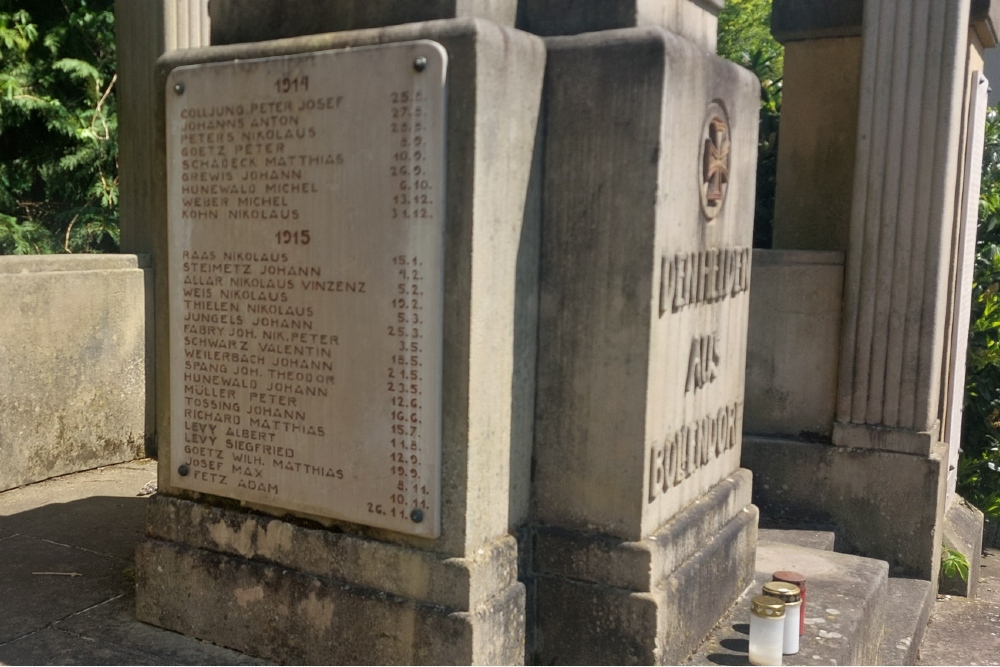 1914
COLLJUNG PETER JOSEF 25.8.
JOHANNS ANTON 27.8.
PETERS NIKOLAUS 28.8.
GOETZ PETER 8.9.
SCHADECK MATTHIAS 10.9.
GREWIS JOHANN 26.9.
HUNEWALD MICHEL 6.10.
WEBER MICHEL 13.12.
KOHN NIKOLAUS 31.12.
1915
RAAS NIKOLAUS 15.1.
STEIMETZ JOHANN 4.2.
ALLAR NIKOLAUS VINZENZ 5.2.
WEIS NIKOLAUS 19.2.
THIELEN NIKOLAUS 5.3.
JUNGELS JOHANN 25.3.
FABRY JOH. NIK. PETER 3.5.
SCHWARZ VALENTIN 18.5.
WEILERBACH JOHANN 21.5.
SPANG JOH. THEODOR 23.5.
HUNEWALD JOHANN 12.6.
MÜLLER PETER 16.6.
TOSSING JOHANN 15.7.
RICHARD MATTHIAS 11.8.
LEVY ALBERT 12.9.
LEVY SIEGFRIED 19.9.
GOETZ WILH. MATTHIAS 8.11.
JOSEF MAX 10.11.
FETZ ADAM 26.11.
DEN HELDEN
AUS
BOLLENDORF